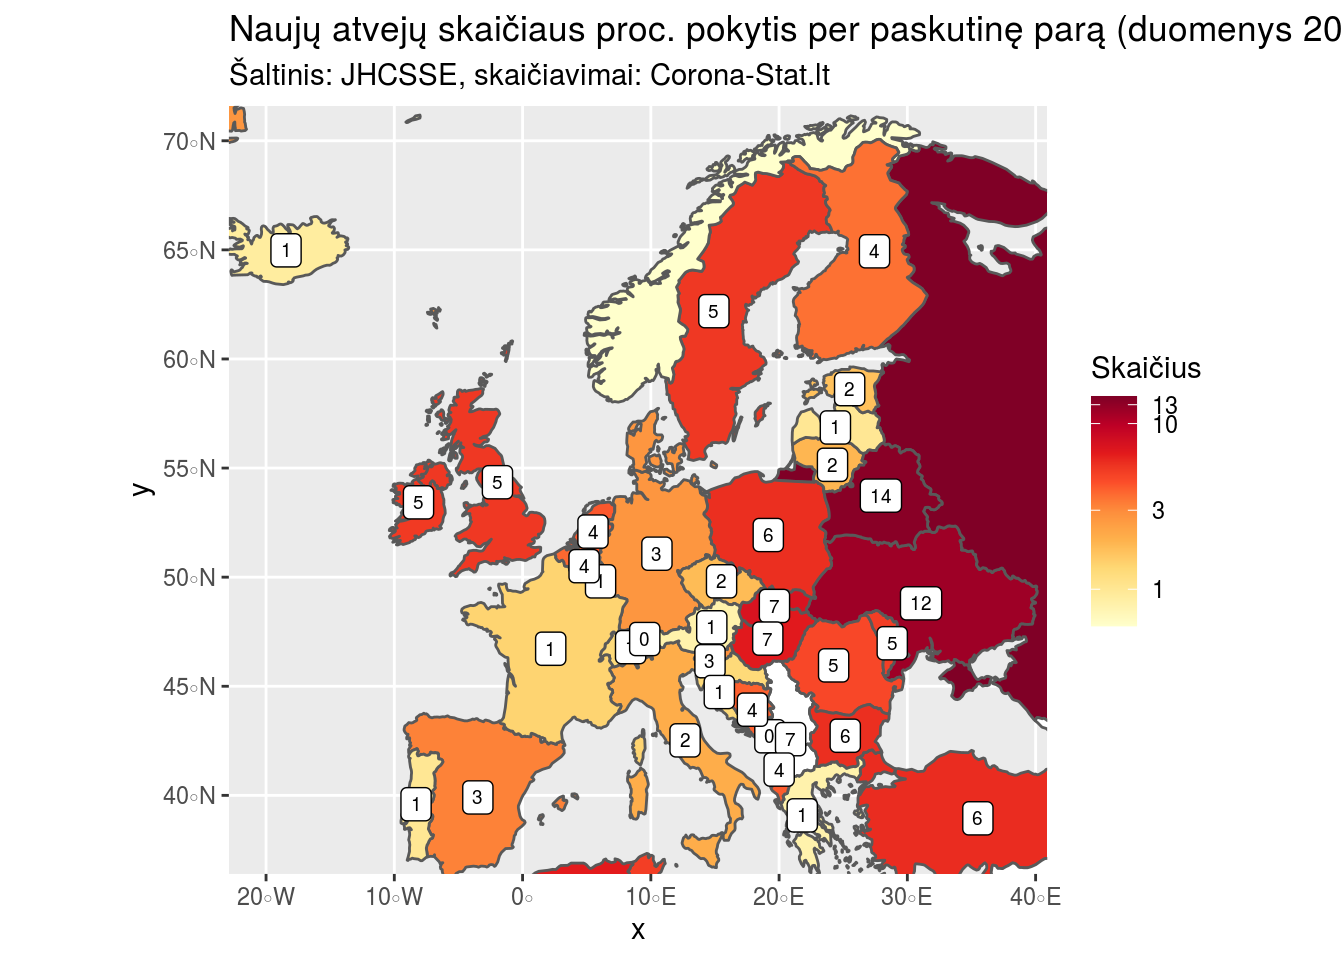 Naujų atvejų skaičiaus proc. pokytis per paskutinę parą (duomenys 20
Šaltinis: JHCSSE, skaičiavimai: Corona-Stat.lt
70◦N
65◦N
60◦N
55◦N
50◦N
45◦N
40◦N
y
1
4
5
2
1
2
5
5
14
4
6
3
4
1
2
7
12
1
7
0
5
1
3
5
1
4
0
7
6
2
4
1
3
1
6
20◦W
10◦W
0◦
10◦E
20◦E
30◦E
40◦E
x
Skaičius
13
10
3
1